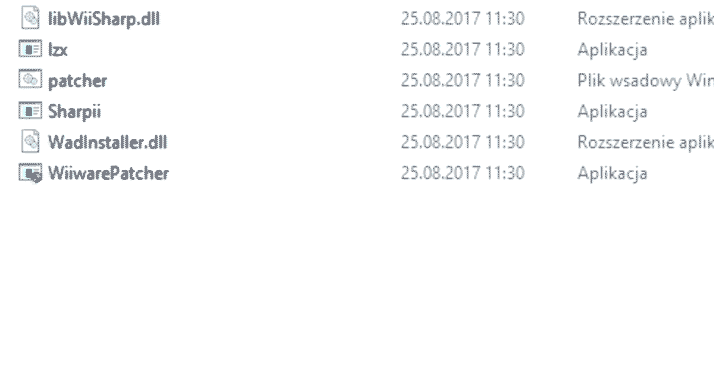 libWiiSharp.dll 25.08.2017 11:30 Rozszerzenie aplik
lzx 25.08.2017 11:30 Aplikacja
patcher 25.08.2017 11:30 Plik wsadowy Win
Sharpii 25.08.2017 11:30 Aplikacja
WadInstaller.dll 25.08.2017 11:30 Rozszerzenie aplik
WiiwarePatcher 25.08.2017 11:30 Aplikacja